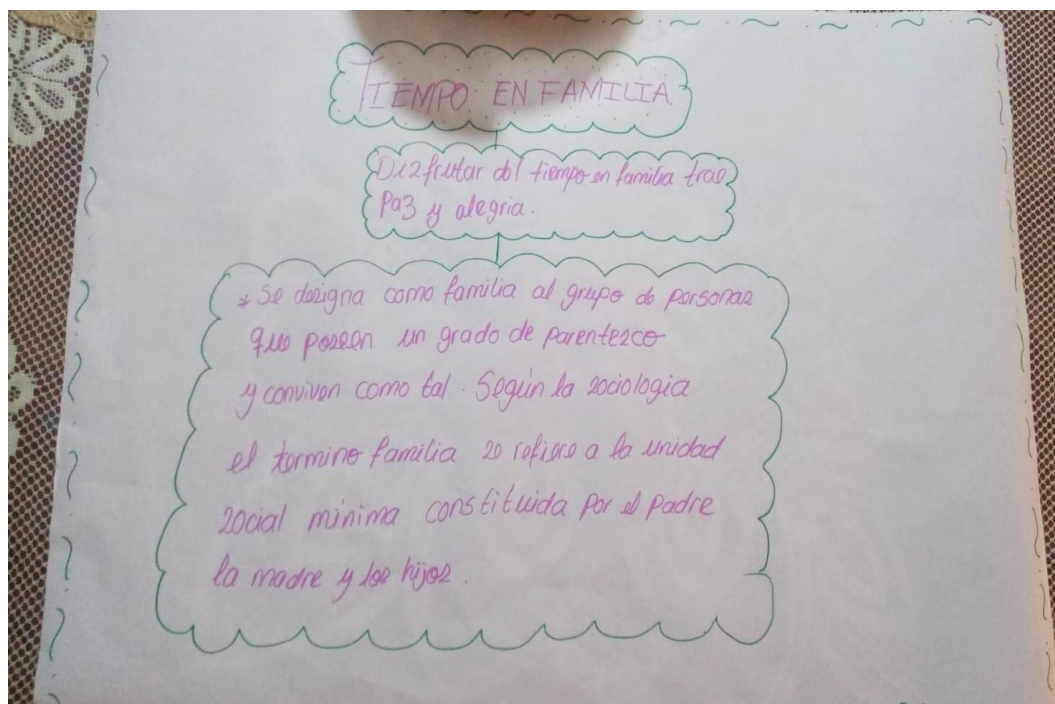 TIEMPO EN FAMILIA
Disfrutar del tiempo en familia trae
Paz y alegria.
* Se designa como familia al grupo de personas
que poseen un grado de parentesco
y conviven como tal. Según la sociologia
el termino familia se refiere a la unidad
social minima constituida por el padre
la madre y los hijos.